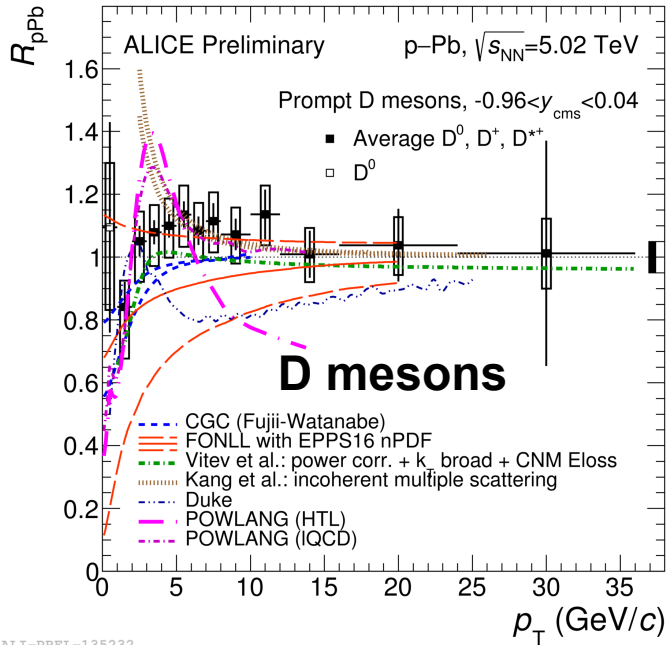 R_pPb
ALICE Preliminary
p–Pb, √s_NN=5.02 TeV
Prompt D mesons, -0.96<y_cms<0.04
Average D^0, D^+, D^*+
D^0
1.6
1.4
1.2
1
0.8
0.6
0.4
0.2
0
D mesons
CGC (Fujii-Watanabe)
FONLL with EPPS16 nPDF
Vitev et al.: power corr. + k_T broad + CNM Eloss
Kang et al.: incoherent multiple scattering
Duke
POWLANG (HTL)
POWLANG (lQCD)
0 5 10 15 20 25 30 35
p_T (GeV/c)